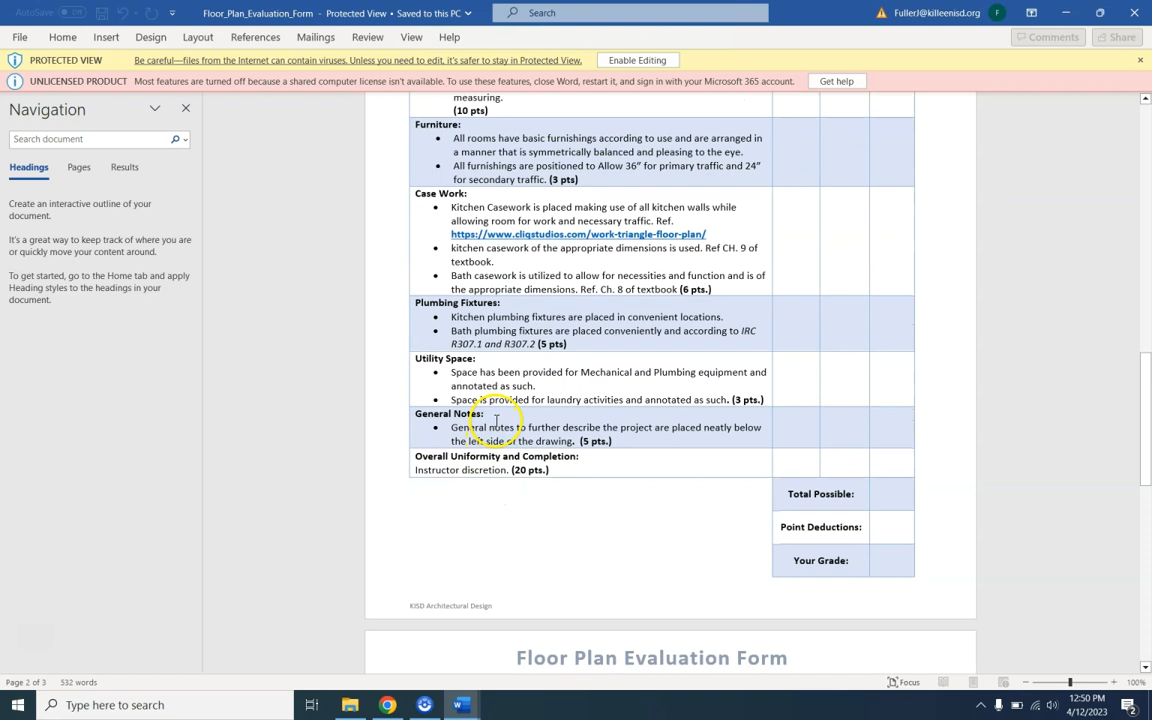 AutoSave Off Floor_Plan_Evaluation_Form - Protected View • Saved to this PC Search FullerJ@killeenisd.org F
File Home Insert Design Layout References Mailings Review View Help Comments Share
PROTECTED VIEW Be careful—files from the Internet can contain viruses. Unless you need to edit, it's safer to stay in Protected View. Enable Editing
UNLICENSED PRODUCT Most features are turned off because a shared computer license isn't available. To use these features, close Word, restart it, and sign in with your Microsoft 365 account. Get help
Navigation
Search document
Headings Pages Results
Create an interactive outline of your
document.
It's a great way to keep track of where you are
or quickly move your content around.
To get started, go to the Home tab and apply
Heading styles to the headings in your
document.
measuring.
(10 pts)
Furniture:
• All rooms have basic furnishings according to use and are arranged in
a manner that is symmetrically balanced and pleasing to the eye.
• All furnishings are positioned to Allow 36" for primary traffic and 24"
for secondary traffic. (3 pts)
Case Work:
• Kitchen Casework is placed making use of all kitchen walls while
allowing room for work and necessary traffic. Ref.
https://www.cliqstudios.com/work-triangle-floor-plan/
• kitchen casework of the appropriate dimensions is used. Ref CH. 9 of
textbook.
• Bath casework is utilized to allow for necessities and function and is of
the appropriate dimensions. Ref. Ch. 8 of textbook (6 pts.)
Plumbing Fixtures:
• Kitchen plumbing fixtures are placed in convenient locations.
• Bath plumbing fixtures are placed conveniently and according to IRC
R307.1 and R307.2 (5 pts)
Utility Space:
• Space has been provided for Mechanical and Plumbing equipment and
annotated as such.
• Space is provided for laundry activities and annotated as such. (3 pts.)
General Notes:
• General notes to further describe the project are placed neatly below
the left side of the drawing. (5 pts.)
Overall Uniformity and Completion:
Instructor discretion. (20 pts.)
Total Possible:
Point Deductions:
Your Grade:
KISD Architectural Design
Floor Plan Evaluation Form
Page 2 of 3 532 words Focus 100%
Type here to search 12:50 PM
4/12/2023 2